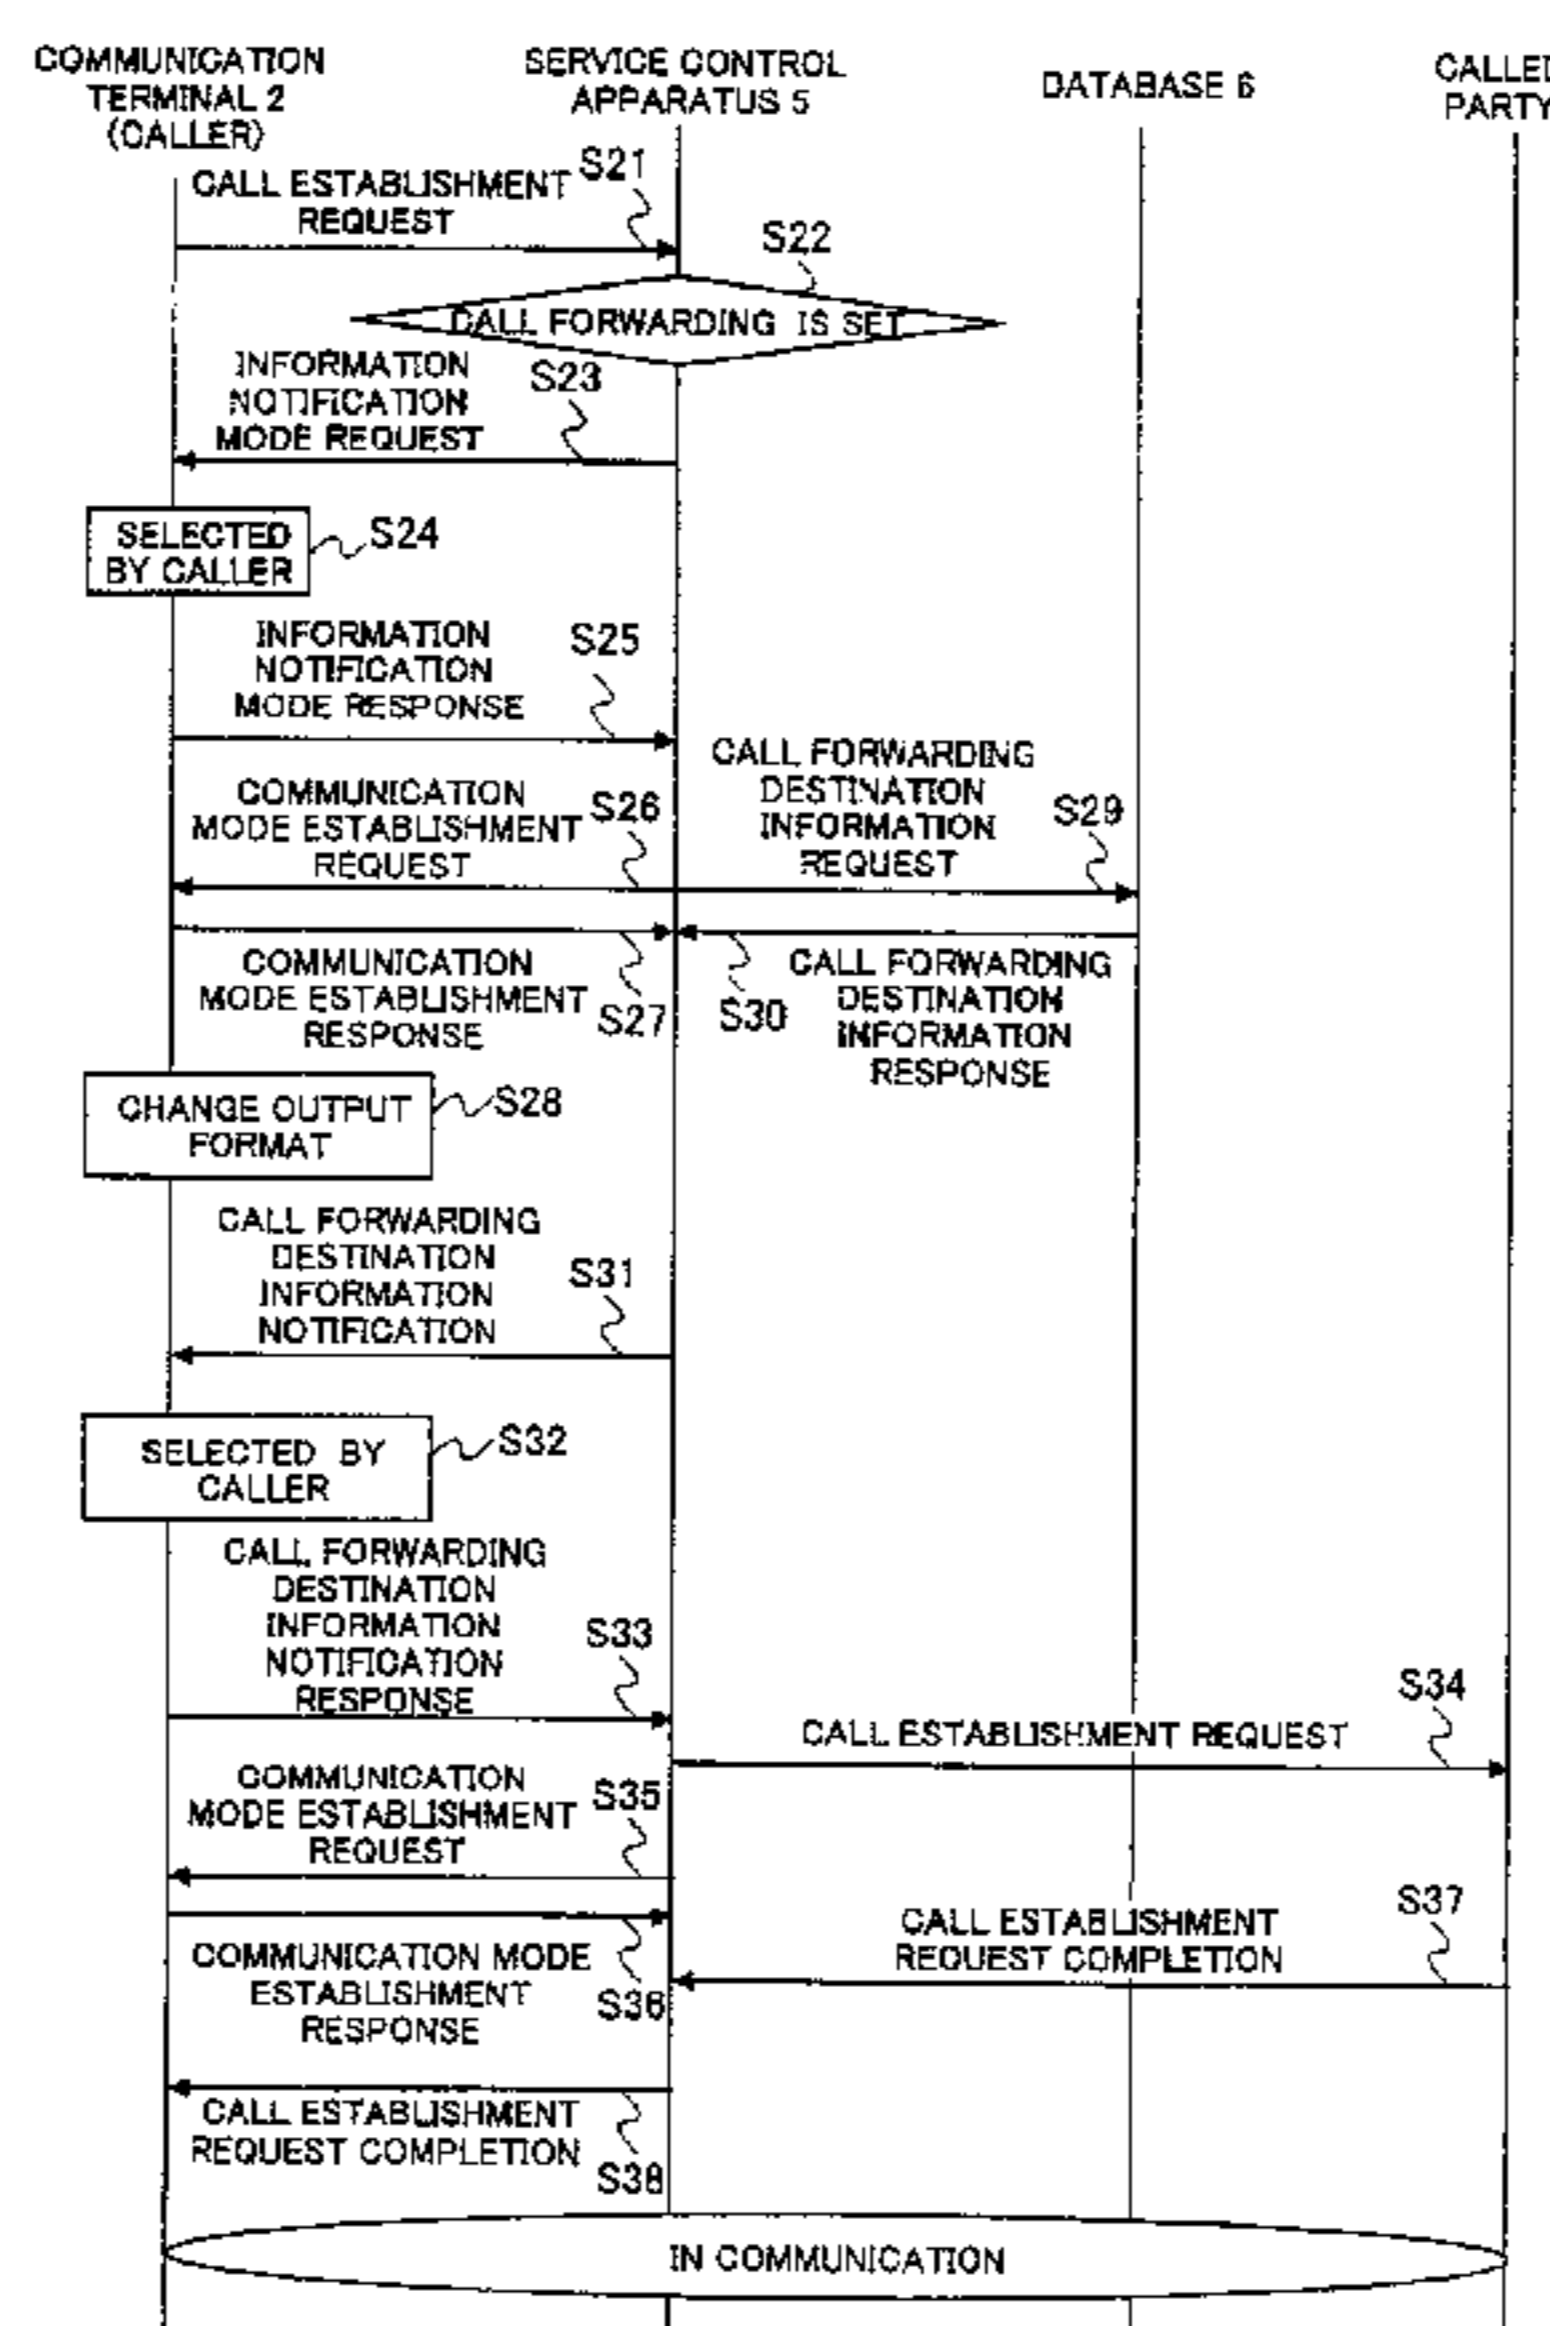 COMMUNICATION
TERMINAL 2
(CALLER)
SERVICE CONTROL
APPARATUS 5
DATABASE 6
CALLED
PARTY
CALL ESTABLISHMENT
REQUEST
S21
S22
CALL FORWARDING IS SET
INFORMATION
NOTIFICATION
MODE REQUEST
S23
SELECTED
BY CALLER
S24
INFORMATION
NOTIFICATION
MODE RESPONSE
S25
COMMUNICATION
MODE ESTABLISHMENT
REQUEST
S26
CALL FORWARDING
DESTINATION
INFORMATION
REQUEST
S29
COMMUNICATION
MODE ESTABLISHMENT
RESPONSE
S27
S30
CALL FORWARDING
DESTINATION
INFORMATION
RESPONSE
CHANGE OUTPUT
FORMAT
S28
CALL FORWARDING
DESTINATION
INFORMATION
NOTIFICATION
S31
SELECTED BY
CALLER
S32
CALL FORWARDING
DESTINATION
INFORMATION
NOTIFICATION
RESPONSE
S33
CALL ESTABLISHMENT REQUEST
S34
COMMUNICATION
MODE ESTABLISHMENT
REQUEST
S35
COMMUNICATION MODE
ESTABLISHMENT
RESPONSE
S36
CALL ESTABLISHMENT
REQUEST COMPLETION
S37
CALL ESTABLISHMENT
REQUEST COMPLETION
S38
IN COMMUNICATION